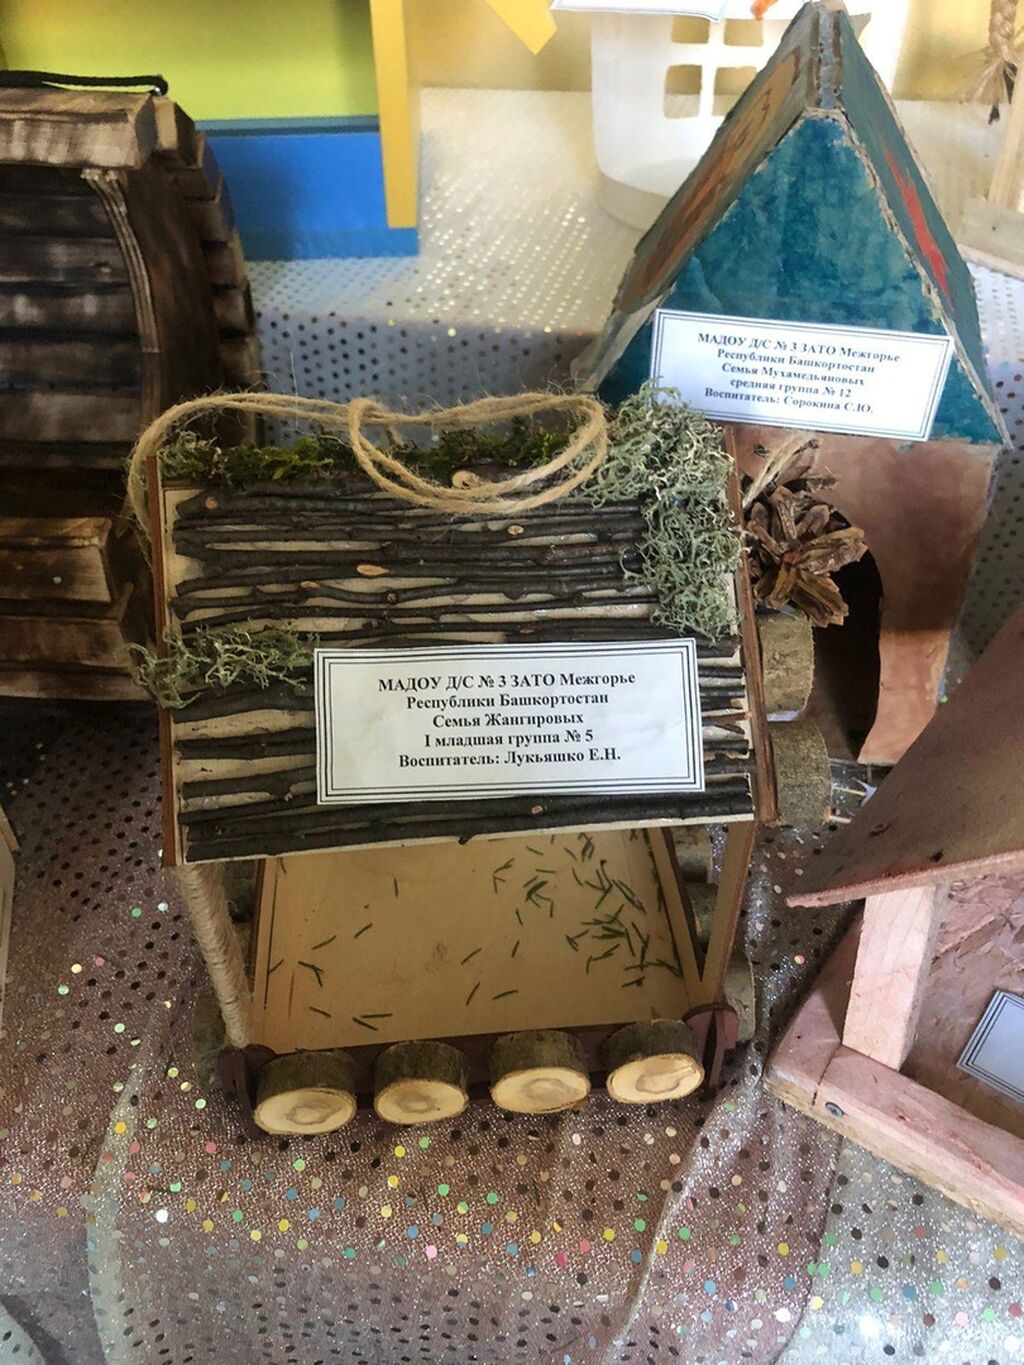 МАДОУ Д/С № 3 ЗАТО Межгорье
Республики Башкортостан
Семья Мухамедьяновых
средняя группа № 12
Воспитатель: Сорокина С.Ю.
МАДОУ Д/С № 3 ЗАТО Межгорье
Республики Башкортостан
Семья Жангировых
I младшая группа № 5
Воспитатель: Лукьяшко Е.Н.